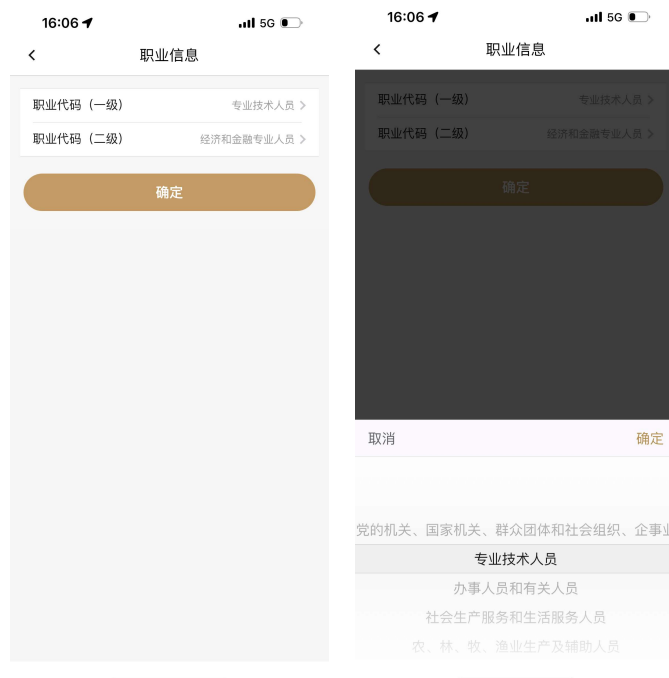 16:06
5G
职业信息
职业代码（一级）
专业技术人员
职业代码（二级）
经济和金融专业人员
确定
16:06
5G
职业信息
职业代码（一级）
专业技术人员
职业代码（二级）
经济和金融专业人员
确定
取消
确定
党的机关、国家机关、群众团体和社会组织、企事业
专业技术人员
办事人员和有关人员
社会生产服务和生活服务人员
农、林、牧、渔业生产及辅助人员